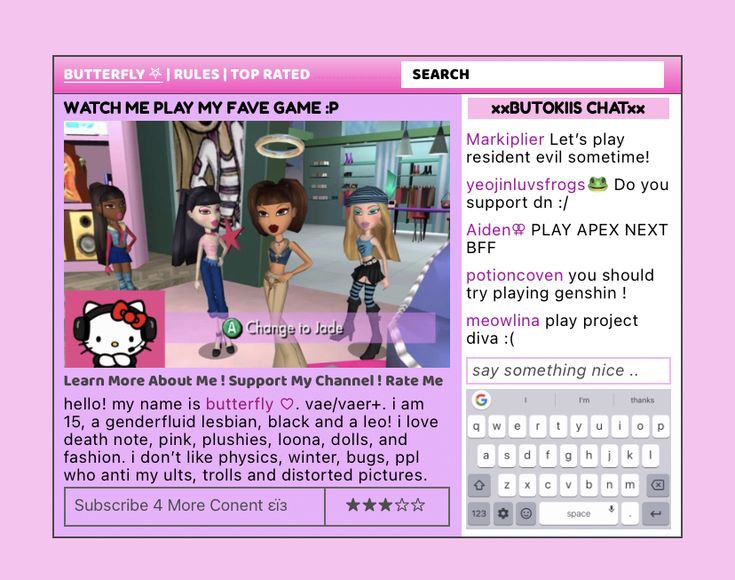 BUTTERFLY ⛧ | RULES | TOP RATED
SEARCH
WATCH ME PLAY MY FAVE GAME :P
A Change to Jade
Learn More About Me ! Support My Channel ! Rate Me
hello! my name is butterfly ♡. vae/vaer+. i am
15, a genderfluid lesbian, black and a leo! i love
death note, pink, plushies, loona, dolls, and
fashion. i don’t like physics, winter, bugs, ppl
who anti my ults, trolls and distorted pictures.
Subscribe 4 More Conent εїз
★★★☆☆
xxBUTOKIIS CHATxx
Markiplier Let’s play
resident evil sometime!
yeojinluvsfrogs🐸 Do you
support dn :/
Aiden⚢ PLAY APEX NEXT
BFF
potioncoven you should
try playing genshin !
meowlina play project
diva :(
say something nice ..
G I I'm thanks
q w e r t y u i o p
a s d f g h j k l
z x c v b n m
123 space .